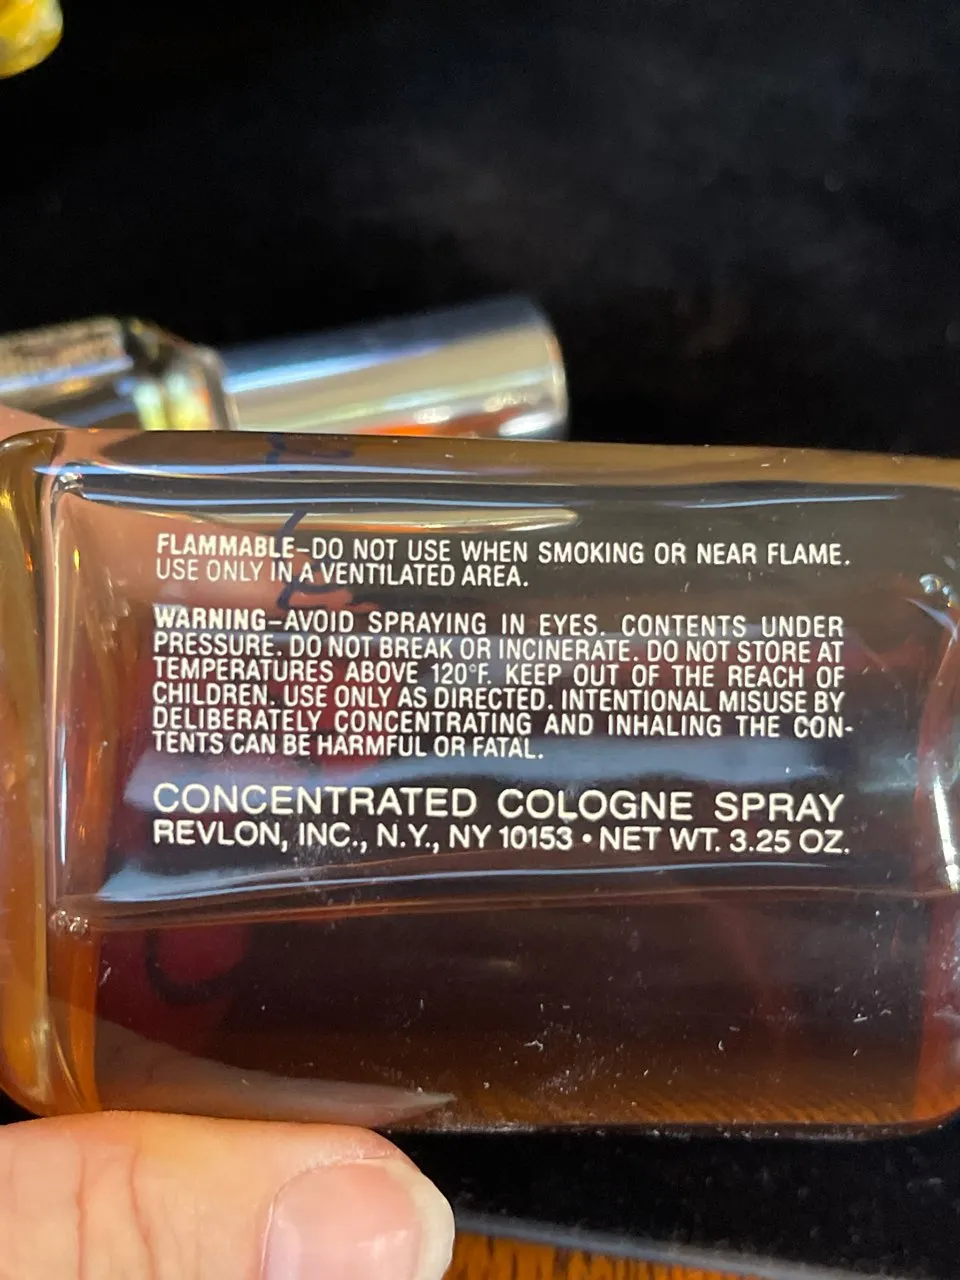 FLAMMABLE–DO NOT USE WHEN SMOKING OR NEAR FLAME.
USE ONLY IN A VENTILATED AREA.
WARNING–AVOID SPRAYING IN EYES. CONTENTS UNDER
PRESSURE. DO NOT BREAK OR INCINERATE. DO NOT STORE AT
TEMPERATURES ABOVE 120°F. KEEP OUT OF THE REACH OF
CHILDREN. USE ONLY AS DIRECTED. INTENTIONAL MISUSE BY
DELIBERATELY CONCENTRATING AND INHALING THE CON-
TENTS CAN BE HARMFUL OR FATAL.
CONCENTRATED COLOGNE SPRAY
REVLON, INC., N.Y., NY 10153 • NET WT. 3.25 OZ.